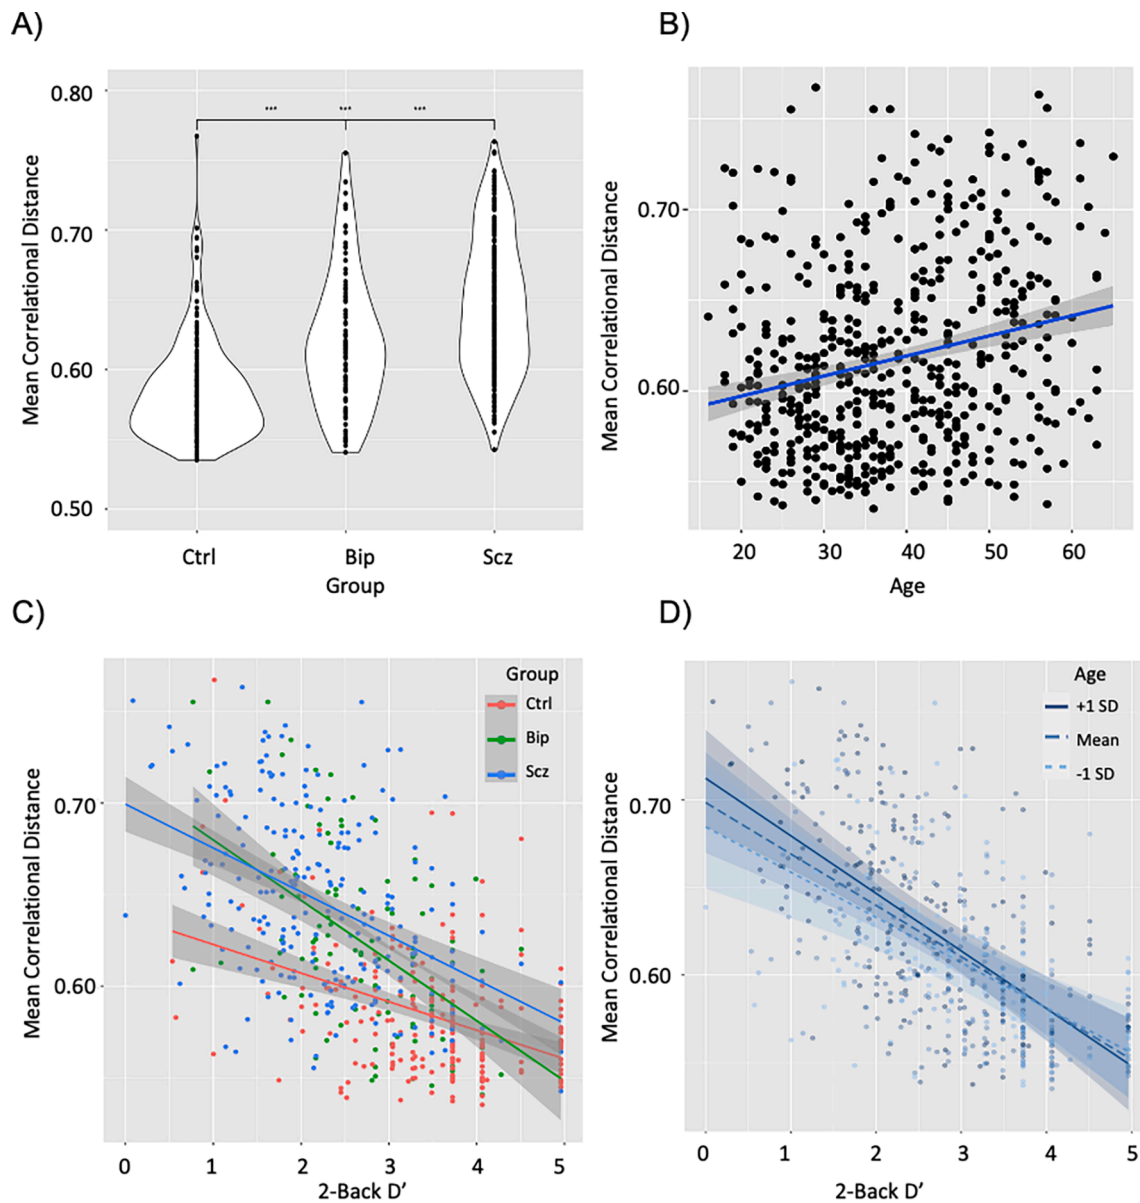 A)
Mean Correlational Distance
0.80
0.70
0.60
0.50
*** *** ***
Ctrl Bip Scz
Group
B)
Mean Correlational Distance
0.70
0.60
20 30 40 50 60
Age
C)
Mean Correlational Distance
0.70
0.60
Group
Ctrl
Bip
Scz
0 1 2 3 4 5
2-Back D’
D)
Mean Correlational Distance
0.70
0.60
Age
+1 SD
Mean
-1 SD
0 1 2 3 4 5
2-Back D’